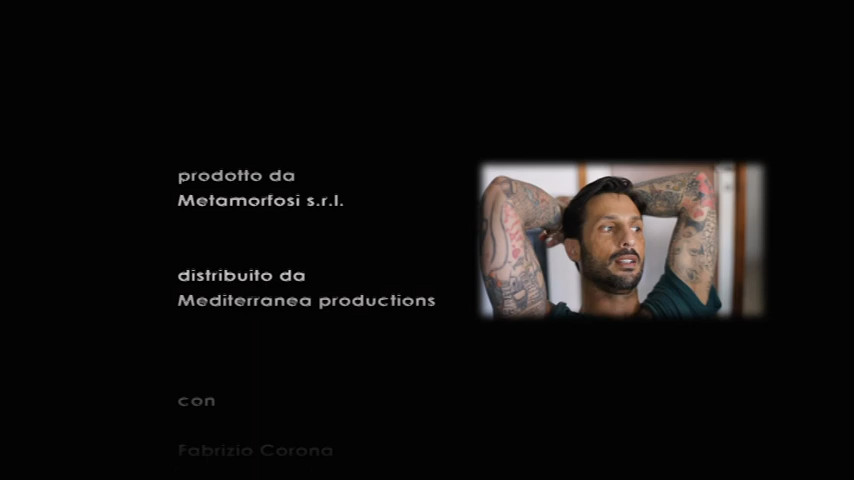 prodotto da
Metamorfosi s.r.l.
distribuito da
Mediterranea productions
con
Fabrizio Corona